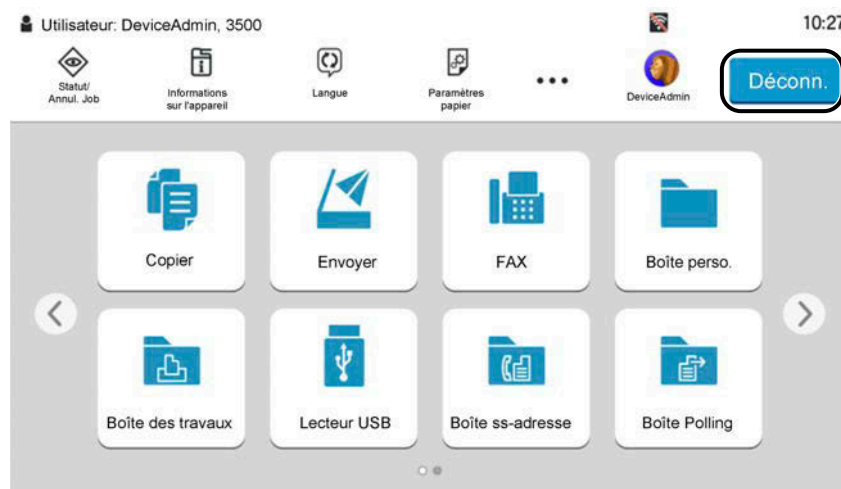 Utilisateur: DeviceAdmin, 3500
10:27
Statut/
Annul. Job
Informations
sur l'appareil
Langue
Paramètres
papier
DeviceAdmin
Déconn.
Copier
Envoyer
FAX
Boîte perso.
Boîte des travaux
Lecteur USB
Boîte ss-adresse
Boîte Polling